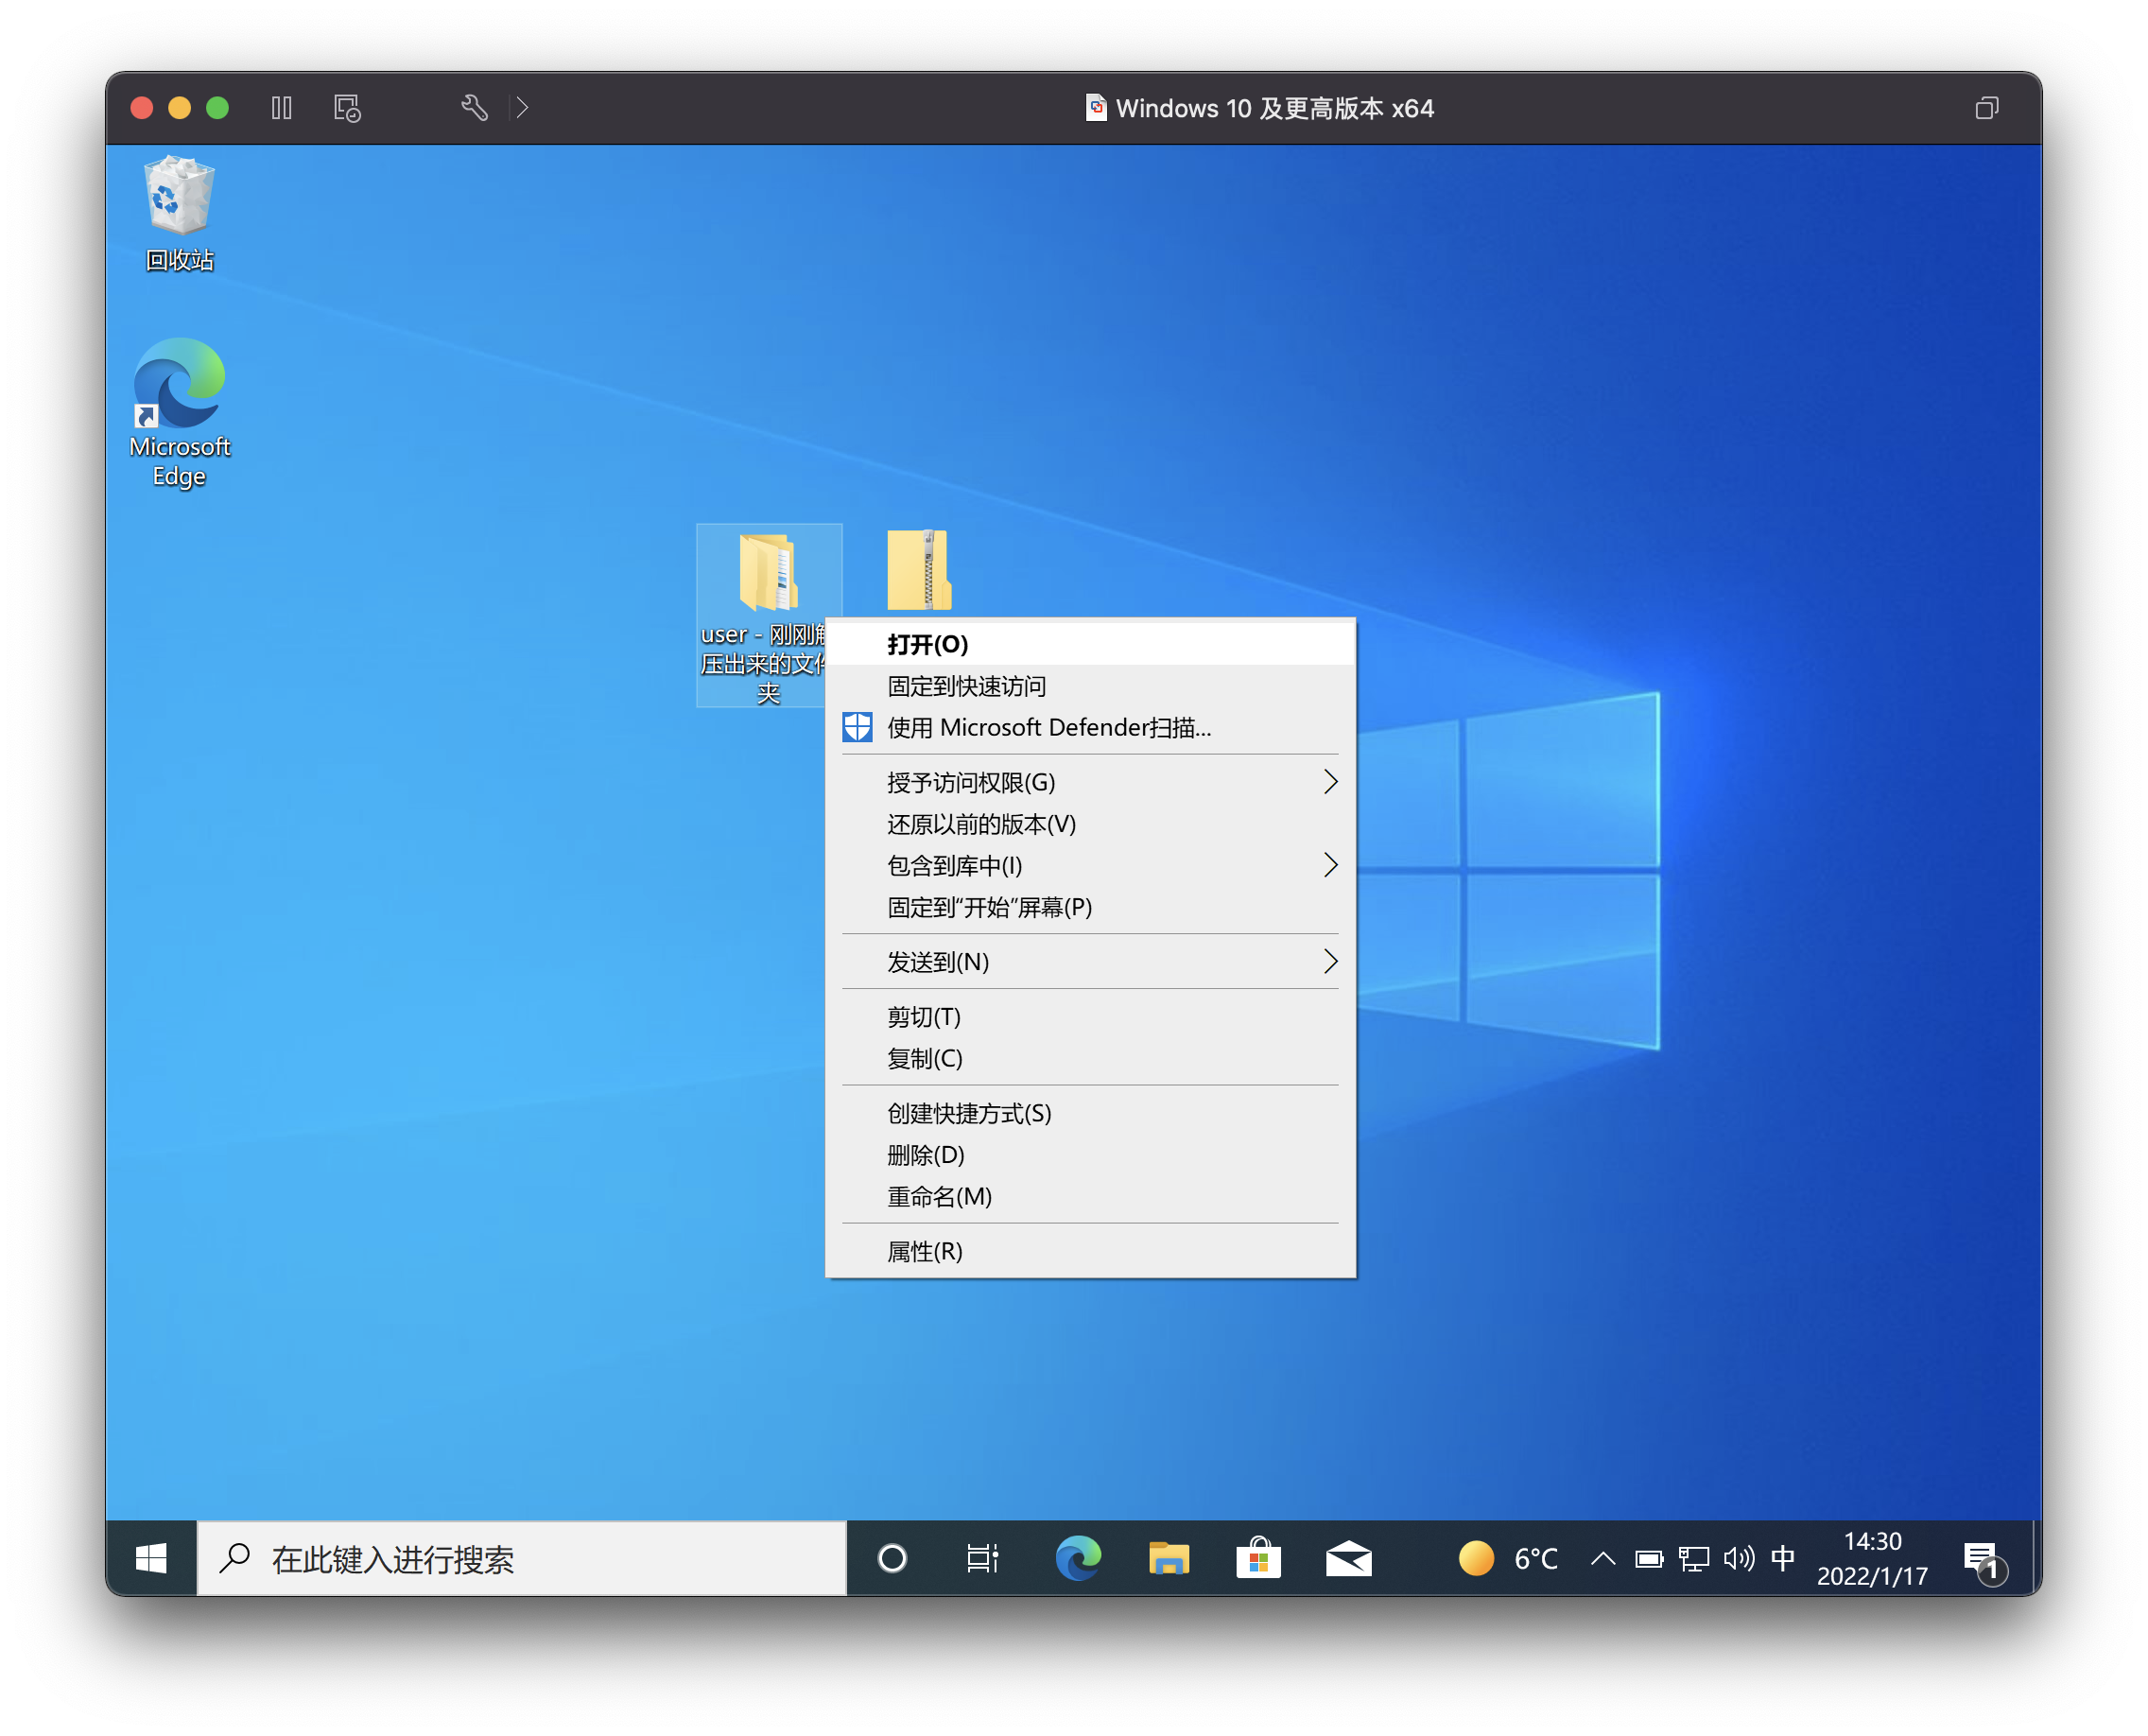 Windows 10 及更高版本 x64
回收站
Microsoft
Edge
user - 刚刚解
压出来的文件
夹
打开(O)
固定到快速访问
使用 Microsoft Defender扫描...
授予访问权限(G)
还原以前的版本(V)
包含到库中(I)
固定到“开始”屏幕(P)
发送到(N)
剪切(T)
复制(C)
创建快捷方式(S)
删除(D)
重命名(M)
属性(R)
在此键入进行搜索
6°C
中
14:30
2022/1/17
1